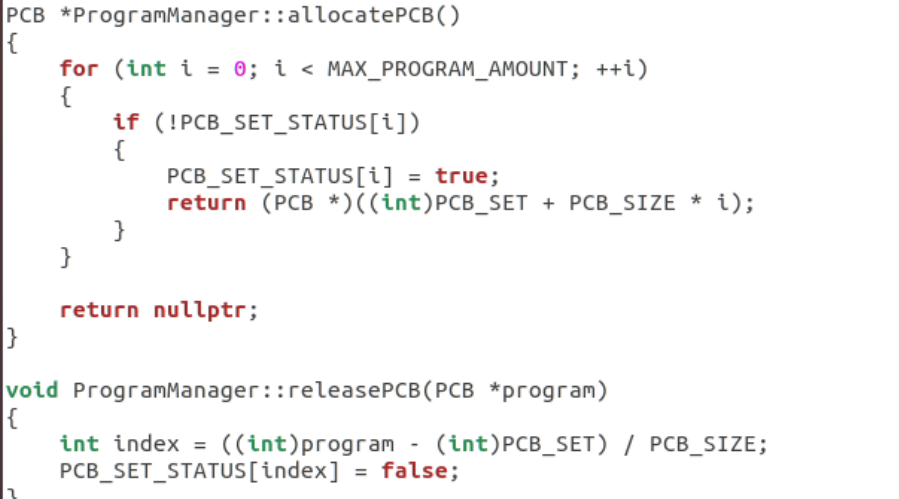 PCB *ProgramManager::allocatePCB()
{
    for (int i = 0; i < MAX_PROGRAM_AMOUNT; ++i)
    {
        if (!PCB_SET_STATUS[i])
        {
            PCB_SET_STATUS[i] = true;
            return (PCB *)((int)PCB_SET + PCB_SIZE * i);
        }
    }

    return nullptr;
}

void ProgramManager::releasePCB(PCB *program)
{
    int index = ((int)program - (int)PCB_SET) / PCB_SIZE;
    PCB_SET_STATUS[index] = false;
}